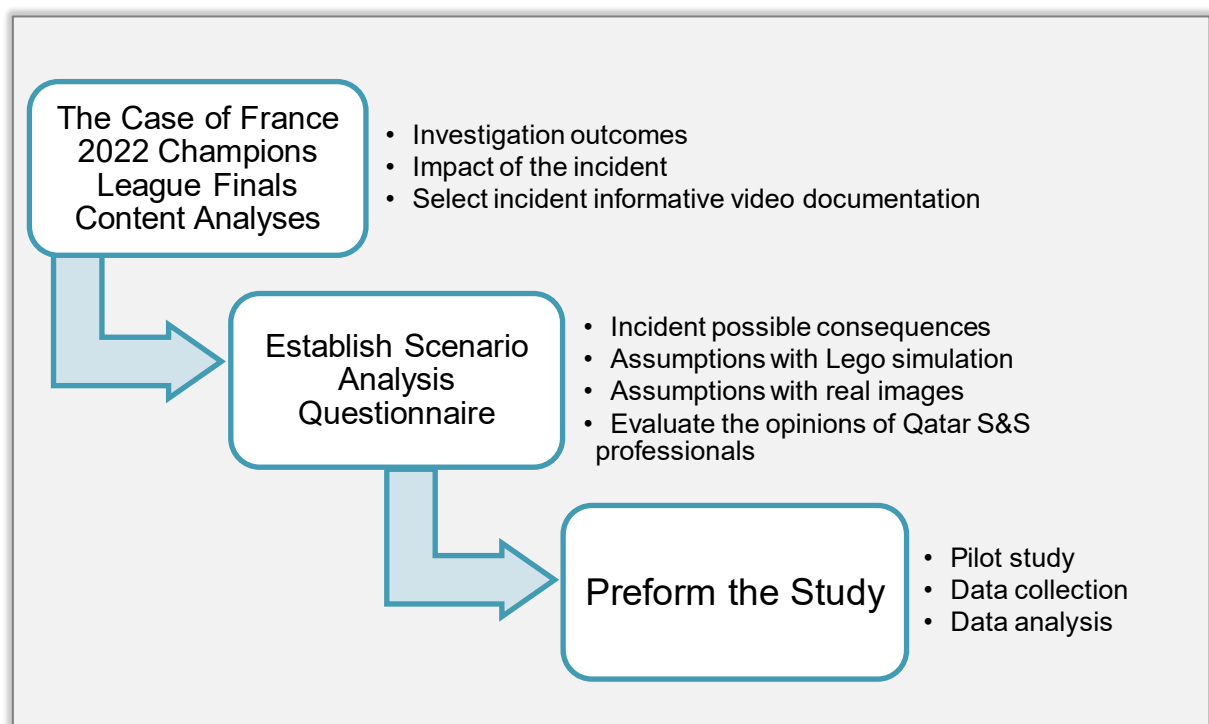 The Case of France
2022 Champions
League Finals
Content Analyses
• Investigation outcomes
• Impact of the incident
• Select incident informative video documentation
Establish Scenario
Analysis
Questionnaire
• Incident possible consequences
• Assumptions with Lego simulation
• Assumptions with real images
• Evaluate the opinions of Qatar S&S
professionals
Preform the Study
• Pilot study
• Data collection
• Data analysis